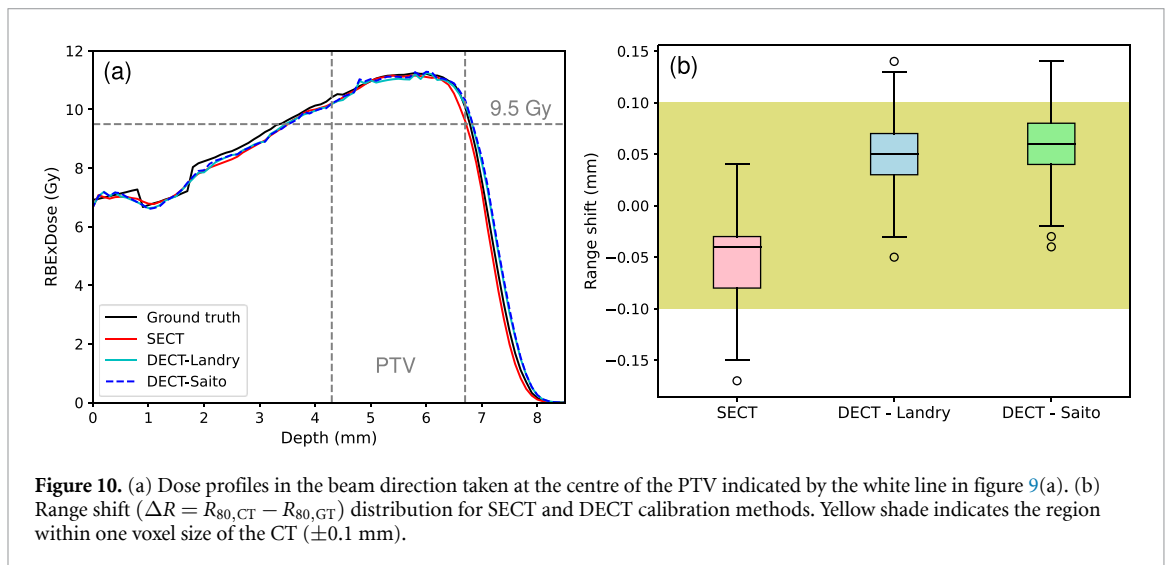 (a)
12
10
8
6
4
2
0
RBExDose (Gy)
9.5 Gy
PTV
Ground truth
SECT
DECT-Landry
DECT-Saito
0 1 2 3 4 5 6 7 8
Depth (mm)
(b)
0.15
0.10
0.05
0.00
−0.05
−0.10
−0.15
Range shift (mm)
SECT DECT - Landry DECT - Saito
Figure 10. (a) Dose profiles in the beam direction taken at the centre of the PTV indicated by the white line in figure 9(a). (b)
Range shift (ΔR = R80,CT − R80,GT) distribution for SECT and DECT calibration methods. Yellow shade indicates the region
within one voxel size of the CT (±0.1 mm).